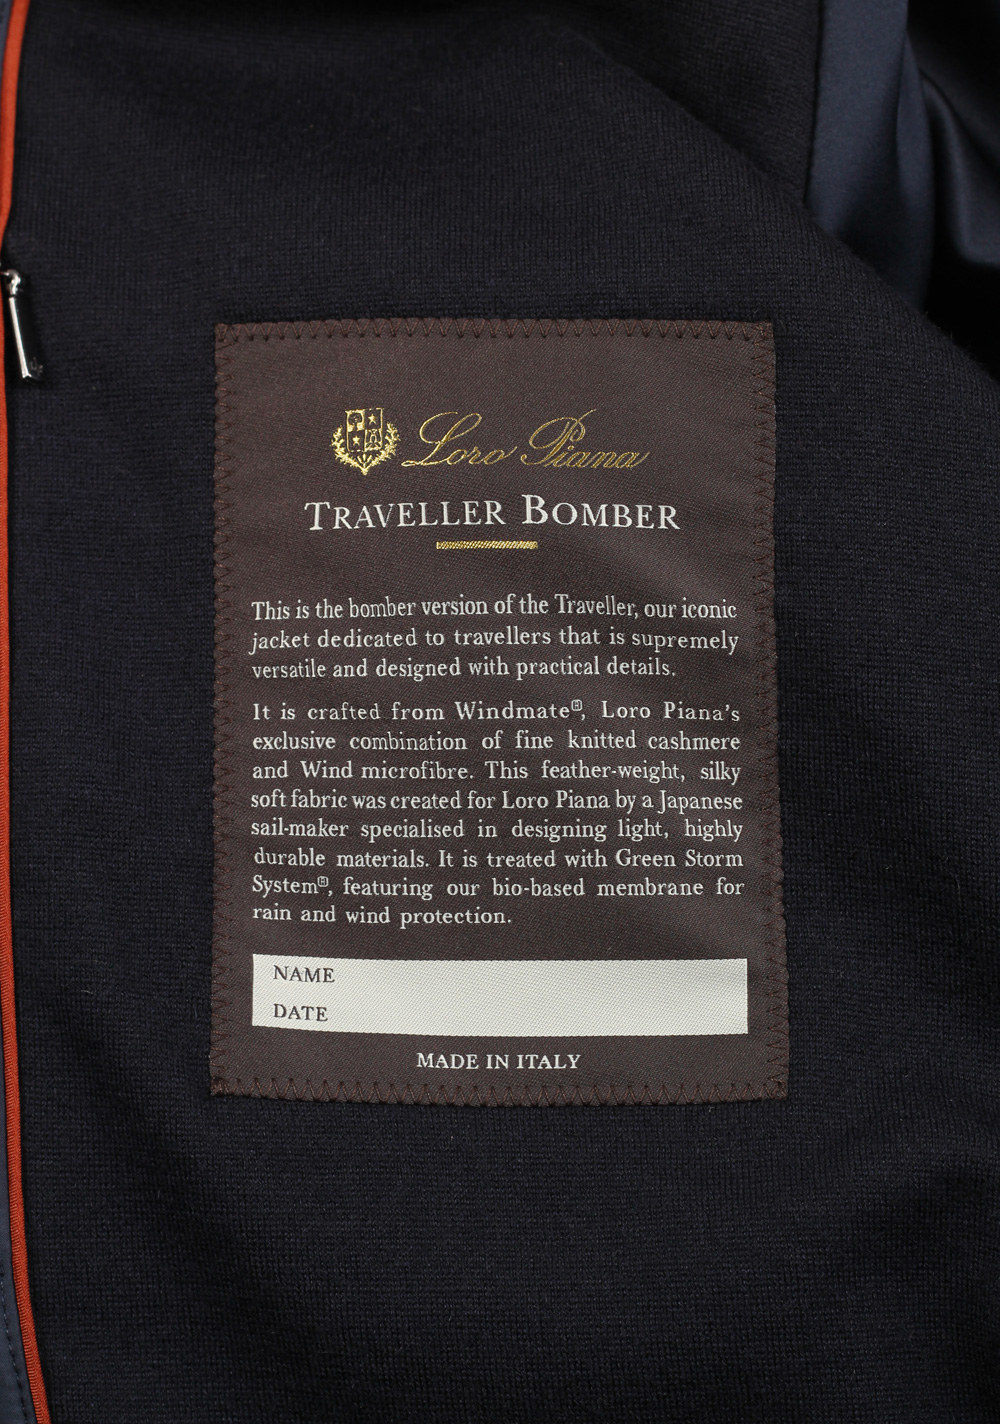 Loro Piana
TRAVELLER BOMBER
This is the bomber version of the Traveller, our iconic
jacket dedicated to travellers that is supremely
versatile and designed with practical details.
It is crafted from Windmate®, Loro Piana's
exclusive combination of fine knitted cashmere
and Wind microfibre. This feather-weight, silky
soft fabric was created for Loro Piana by a Japanese
sail-maker specialised in designing light, highly
durable materials. It is treated with Green Storm
System®, featuring our bio-based membrane for
rain and wind protection.
NAME
DATE
MADE IN ITALY